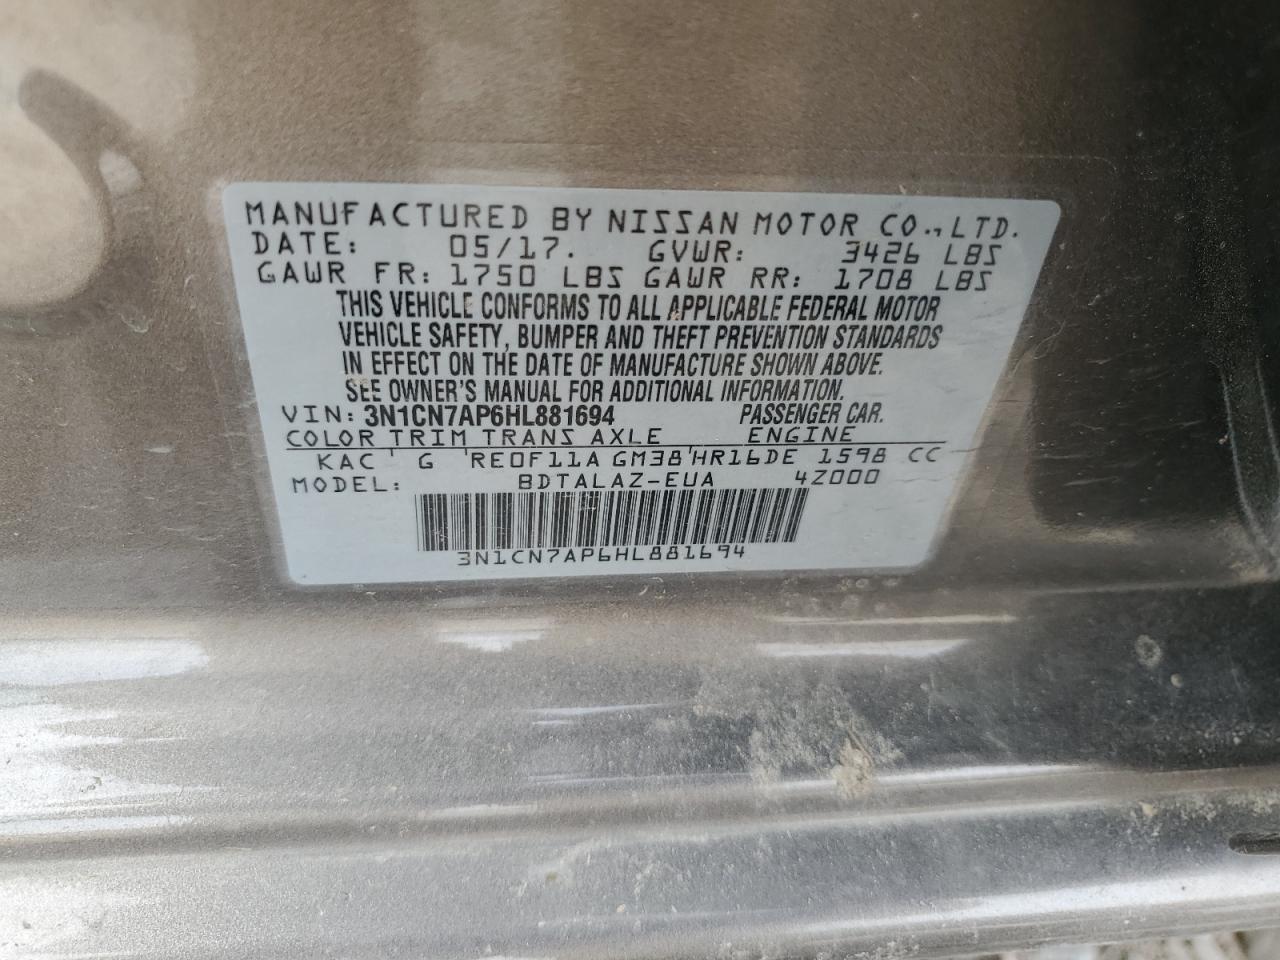 MANUFACTURED BY NISSAN MOTOR CO., LTD.
DATE: 05/17. GVWR: 3426 LBS
GAWR FR: 1750 LBS GAWR RR: 1708 LBS
THIS VEHICLE CONFORMS TO ALL APPLICABLE FEDERAL MOTOR
VEHICLE SAFETY, BUMPER AND THEFT PREVENTION STANDARDS
IN EFFECT ON THE DATE OF MANUFACTURE SHOWN ABOVE.
SEE OWNER'S MANUAL FOR ADDITIONAL INFORMATION.
VIN: 3N1CN7AP6HL881694 PASSENGER CAR.
COLOR TRIM TRANS AXLE ENGINE
KAC ' G 'RE0F11A GM38'HR16DE 1598 CC
MODEL: BDTALAZ-EUA 4Z000
3N1CN7AP6HL881694